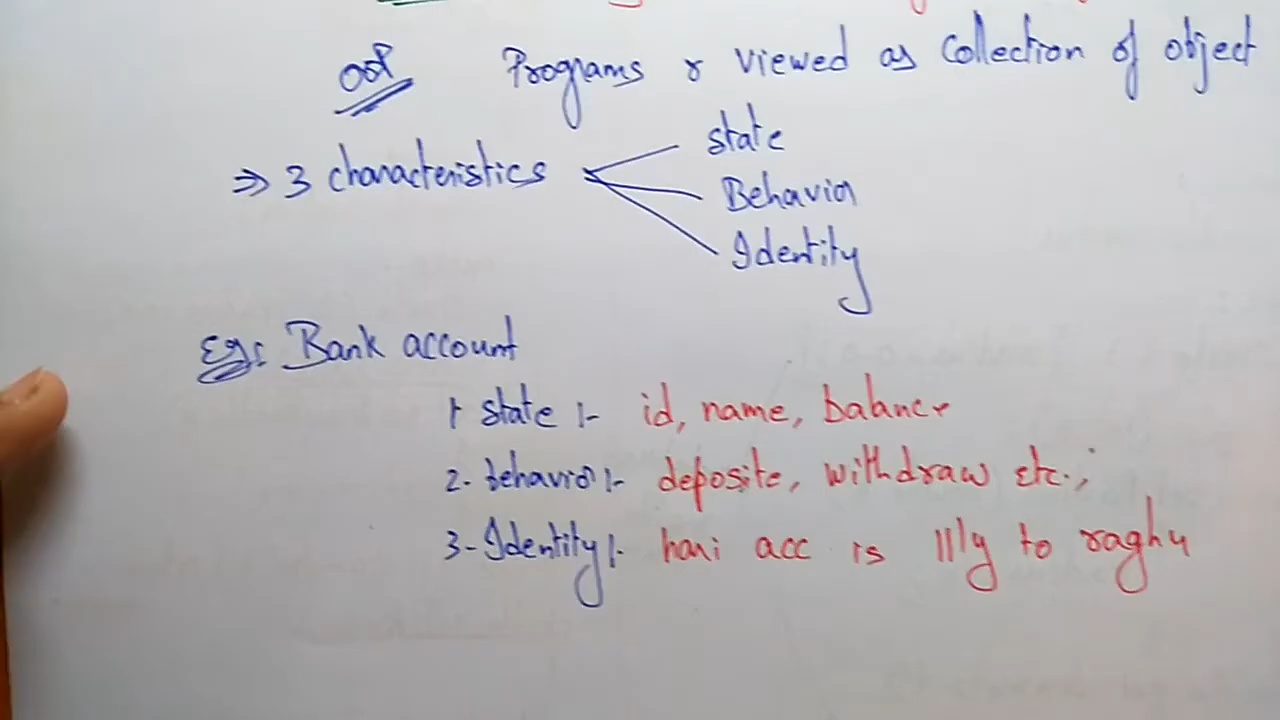 OOP Programs r viewed as Collection of object
⇒ 3 characteristics
state
Behavior
Identity
Eg: Bank account
1 state :- id, name, balance
2. behavior :- deposite, withdraw etc.,
3-Identity :- hari acc is |||ly to raghu